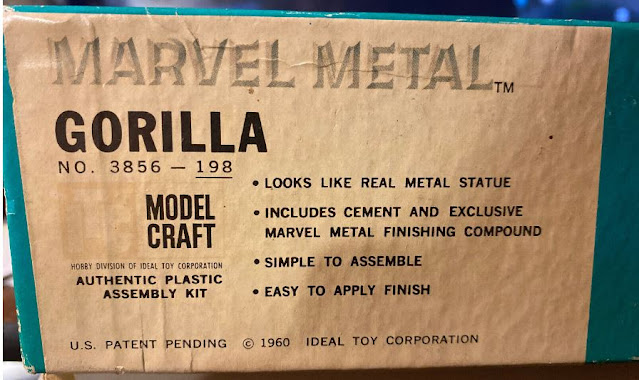 MARVEL METAL™
GORILLA
NO. 3856 — 198
MODEL
CRAFT
HOBBY DIVISION OF IDEAL TOY CORPORATION
AUTHENTIC PLASTIC
ASSEMBLY KIT
• LOOKS LIKE REAL METAL STATUE
• INCLUDES CEMENT AND EXCLUSIVE
MARVEL METAL FINISHING COMPOUND
• SIMPLE TO ASSEMBLE
• EASY TO APPLY FINISH
U.S. PATENT PENDING © 1960 IDEAL TOY CORPORATION